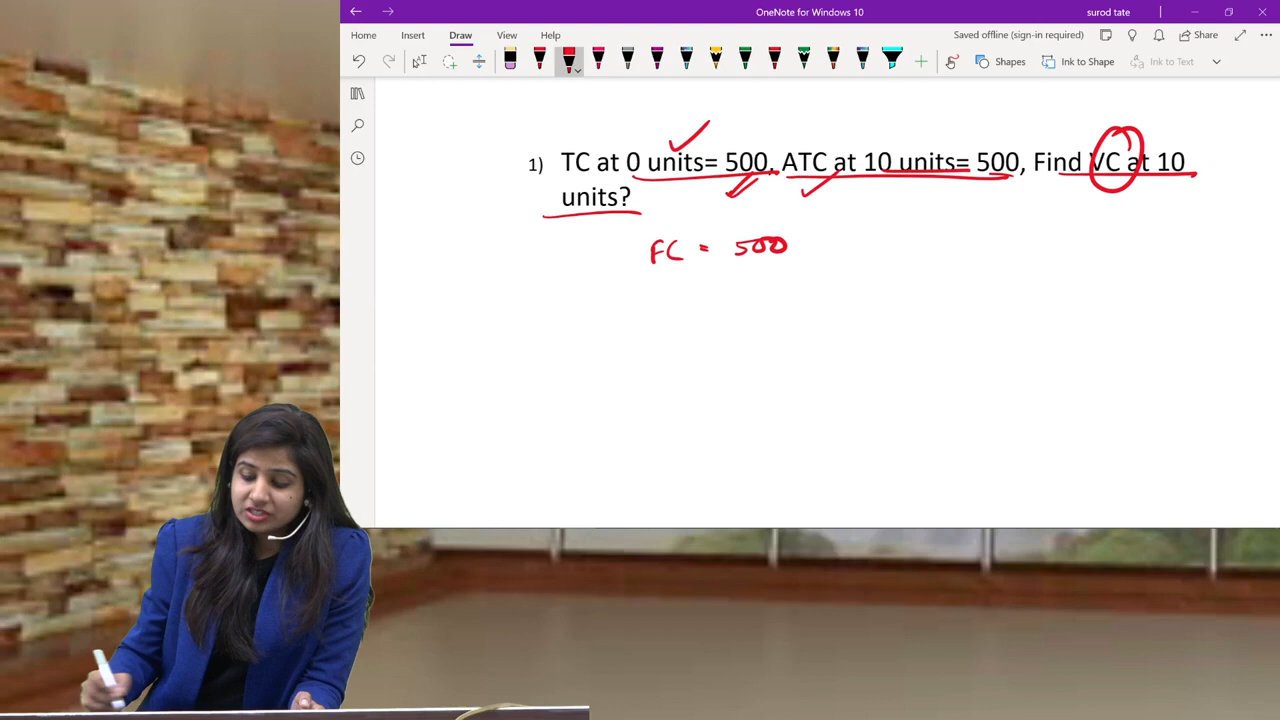 OneNote for Windows 10
surod tate
Home Insert Draw View Help
Saved offline (sign-in required)
Share
Shapes
Ink to Shape
Ink to Text
1) TC at 0 units= 500, ATC at 10 units= 500, Find VC at 10
units?
FC = 500